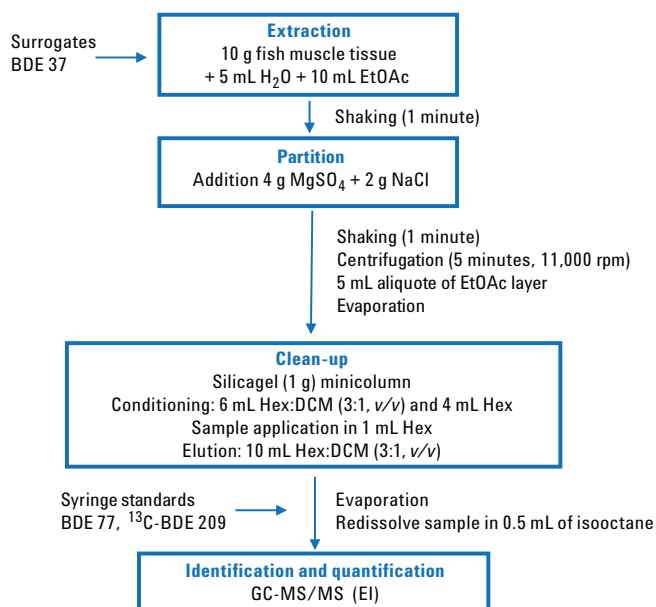 Extraction
Surrogates
BDE 37
10 g fish muscle tissue
+ 5 mL H₂O + 10 mL EtOAc
Shaking (1 minute)
Partition
Addition 4 g MgSO₄ + 2 g NaCl
Shaking (1 minute)
Centrifugation (5 minutes, 11,000 rpm)
5 mL aliquote of EtOAc layer
Evaporation
Clean-up
Silicagel (1 g) minicolumn
Conditioning: 6 mL Hex:DCM (3:1, v/v) and 4 mL Hex
Sample application in 1 mL Hex
Elution: 10 mL Hex:DCM (3:1, v/v)
Syringe standards
BDE 77, ¹³C-BDE 209
Evaporation
Redissolve sample in 0.5 mL of isooctane
Identification and quantification
GC-MS/MS (EI)